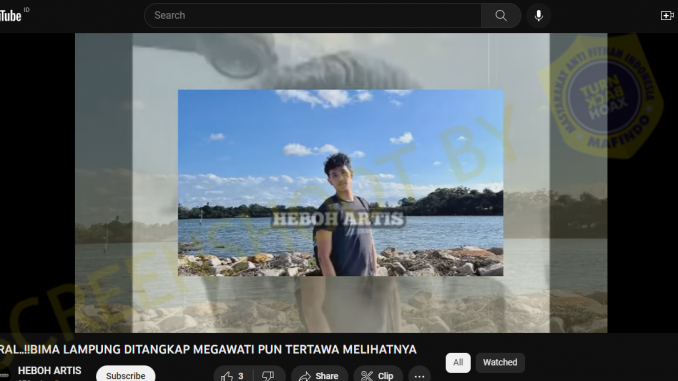 Tube ID
Search
MASYARAKAT ANTI FITNAH INDONESIA
TURN
BACK
HOAX
MAFINDO
SCREENSHOOT BY
HEBOH ARTIS
RAL..!!BIMA LAMPUNG DITANGKAP MEGAWATI PUN TERTAWA MELIHATNYA
HEBOH ARTIS
Subscribe
3
Share
Clip
All
Watched